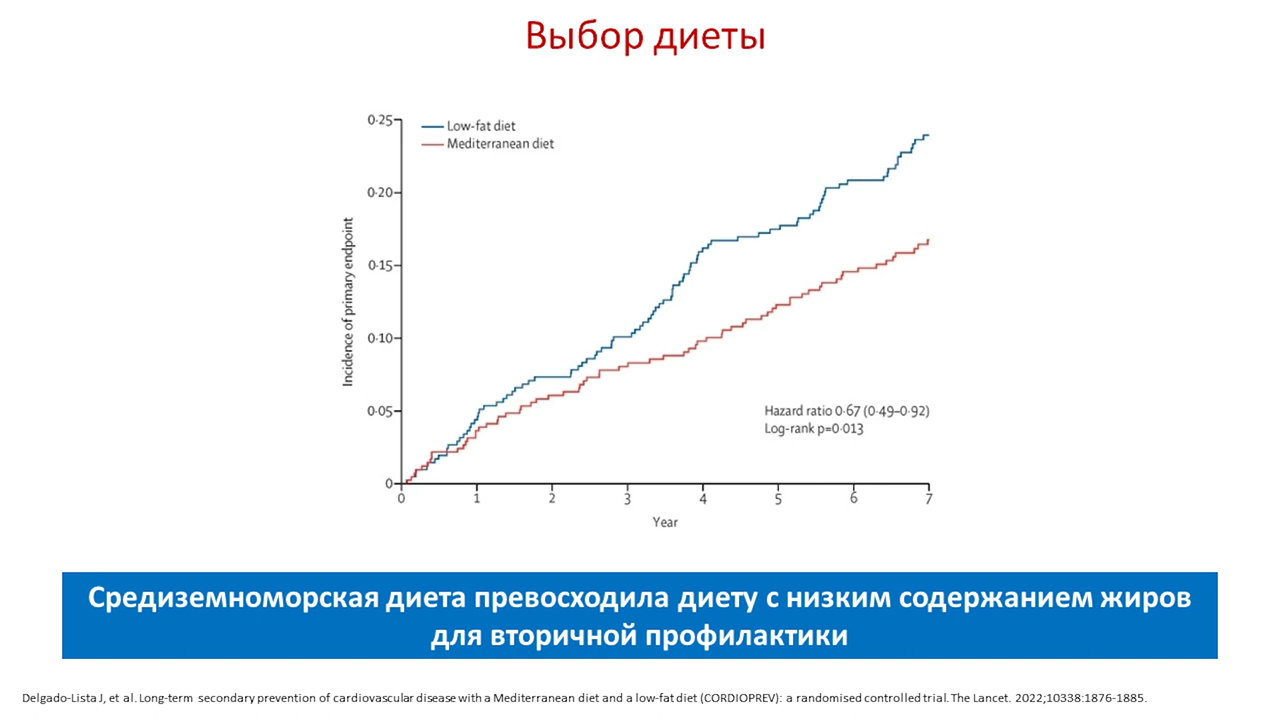 Выбор диеты
0·25
Low-fat diet
Mediterranean diet
0·20
0·15
0·10
0·05
0
Incidence of primary endpoint
Hazard ratio 0·67 (0·49–0·92)
Log-rank p=0·013
0 1 2 3 4 5 6 7
Year
Средиземноморская диета превосходила диету с низким содержанием жиров
для вторичной профилактики
Delgado-Lista J, et al. Long-term secondary prevention of cardiovascular disease with a Mediterranean diet and a low-fat diet (CORDIOPREV): a randomised controlled trial. The Lancet. 2022;10338:1876-1885.